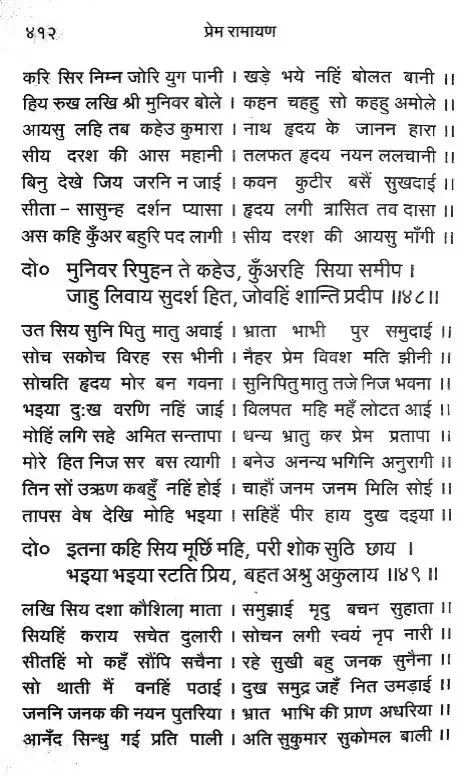 ४१२
प्रेम रामायण
करि सिर निम्न जोरि युग पानी । खड़े भये नहिं बोलत बानी ।।
हिय रुख लखि श्री मुनिवर बोले । कहन चहहु सो कहहु अमोले ।।
आयसु लहि तब कहेउ कुमारा । नाथ हृदय के जानन हारा ।।
सीय दरश की आस महानी । तलफत हृदय नयन ललचानी ।।
बिनु देखे जिय जरनि न जाई । कवन कुटीर बसैं सुखदाई ।।
सीता – सासुन्ह दर्शन प्यासा । हृदय लगी त्रासित तव दासा ।।
अस कहि कुँअर बहुरि पद लागी । सीय दरश की आयसु माँगी ।।
दो० मुनिवर रिपुहन ते कहेउ, कुँअरहि सिया समीप ।
जाहु लिवाय सुदर्श हित, जोवहिं शान्ति प्रदीप ।।४८।।
उत सिय सुनि पितु मातु अवाई । भ्राता भाभी पुर समुदाई ।।
सोच सकोच विरह रस भीनी । नैहर प्रेम विवश मति झीनी ।।
सोचति हृदय मोर बन गवना । सुनि पितु मातु तजे निज भवना ।।
भइया दुःख वरणि नहिं जाई । विलपत महि महँ लोटत आई ।।
मोहिं लगि सहे अमित सन्तापा । धन्य भ्रातु कर प्रेम प्रतापा ।।
मोरे हित निज सर बस त्यागी । बनेउ अनन्य भगिनि अनुरागी ।।
तिन सों उऋण कबहुँ नहिं होई । चाहौं जनम जनम मिलि सोई ।।
तापस वेष देखि मोहि भइया । सहिहैं पीर हाय दुख दइया ।।
दो० इतना कहि सिय मूर्छि महि, परी शोक सुठि छाय ।
भइया भइया रटति प्रिय, बहत अश्रु अकुलाय ।।४९।।
लखि सिय दशा कौशिला माता । समुझाई मृदु बचन सुहाता ।।
सियहिं कराय सचेत दुलारी । सोचन लगी स्वयं नृप नारी ।।
सीतहिं मो कहँ सौंपि सचैना । रहे सुखी बहु जनक सुनैना ।।
सो थाती मैं वनहिं पठाई । दुख समुद्र जहँ नित उमड़ाई ।।
जननि जनक की नयन पुतरिया । भ्रात भाभि की प्राण अधरिया ।।
आनँद सिन्धु गई प्रति पाली । अति सुकुमार सुकोमल बाली ।।